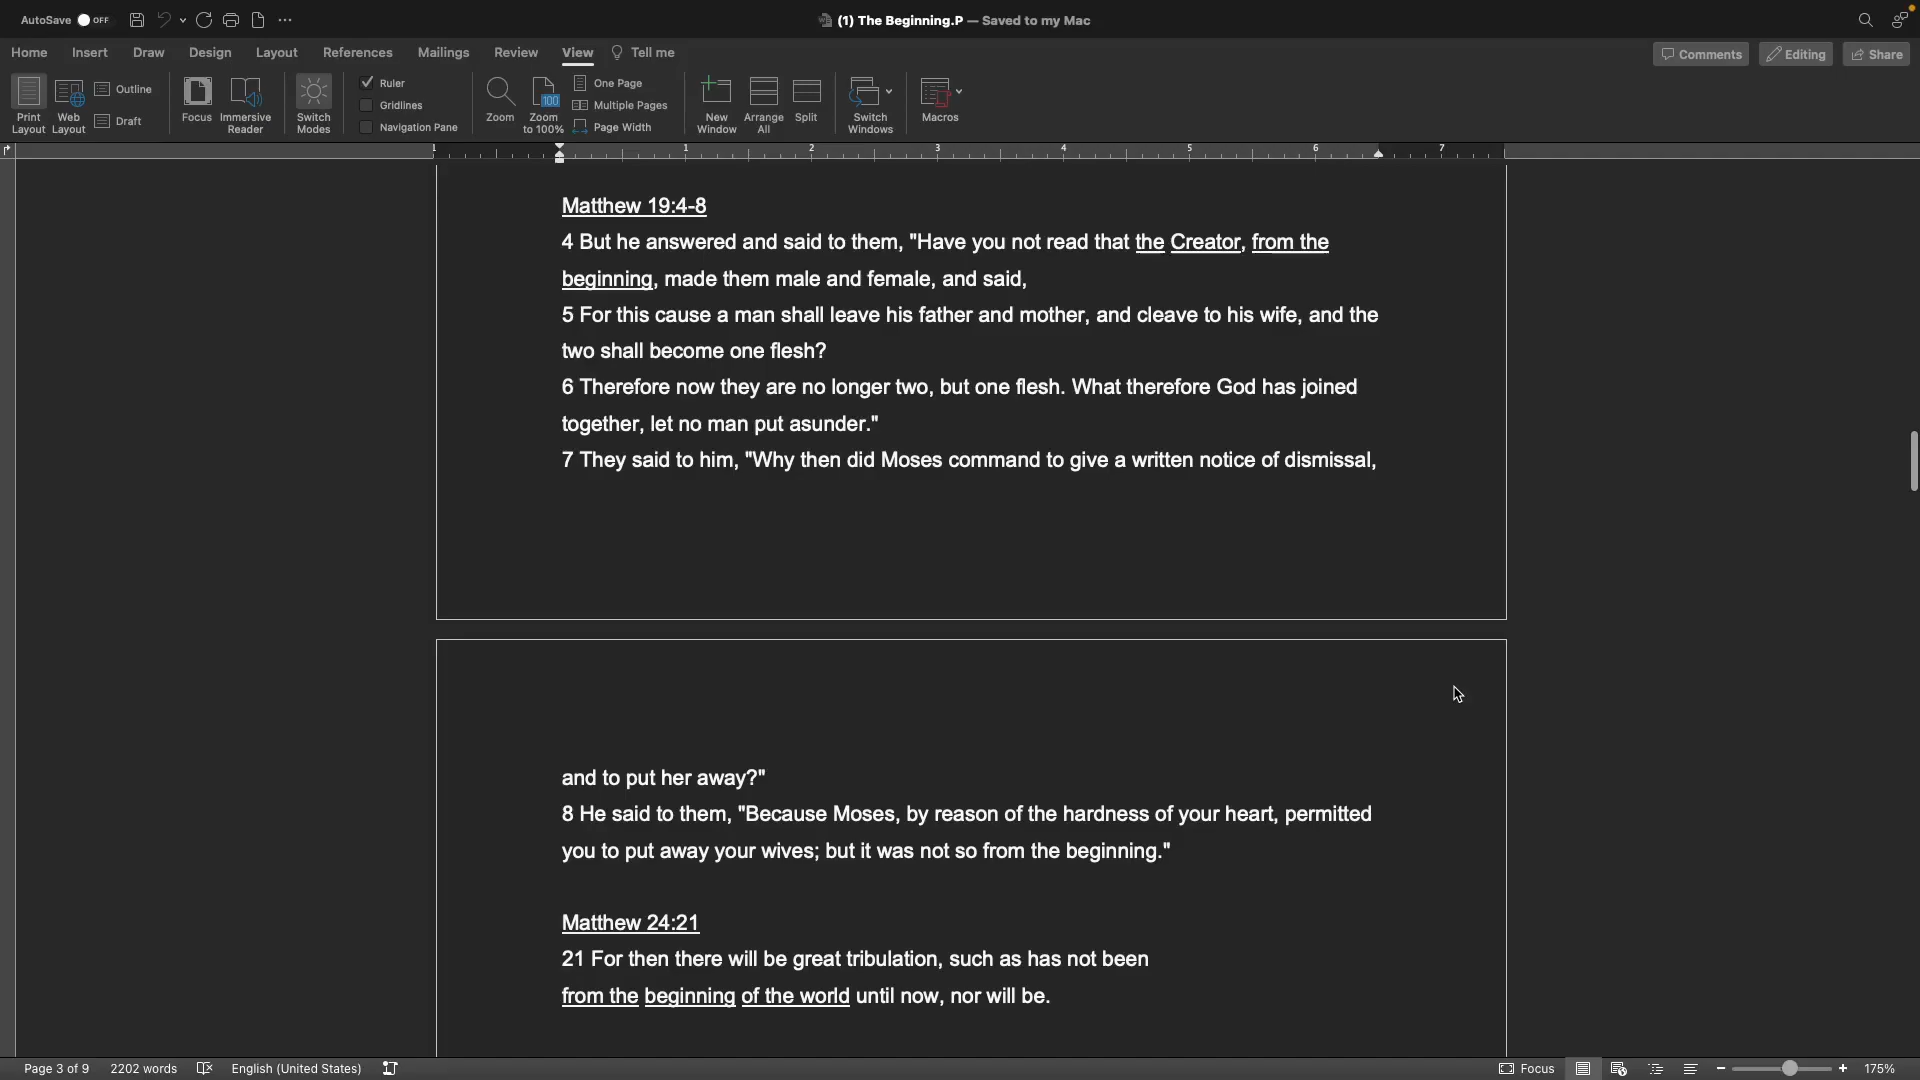 AutoSave OFF
(1) The Beginning.P — Saved to my Mac
Home Insert Draw Design Layout References Mailings Review View Tell me
Comments Editing Share
Print Layout
Web Layout
Outline
Draft
Focus
Immersive Reader
Switch Modes
Ruler
Gridlines
Navigation Pane
Zoom
100
Zoom to 100%
One Page
Multiple Pages
Page Width
New Window
Arrange All
Split
Switch Windows
Macros
1 1 2 3 4 5 6 7
Matthew 19:4-8
4 But he answered and said to them, "Have you not read that the Creator, from the
beginning, made them male and female, and said,
5 For this cause a man shall leave his father and mother, and cleave to his wife, and the
two shall become one flesh?
6 Therefore now they are no longer two, but one flesh. What therefore God has joined
together, let no man put asunder."
7 They said to him, "Why then did Moses command to give a written notice of dismissal,
and to put her away?"
8 He said to them, "Because Moses, by reason of the hardness of your heart, permitted
you to put away your wives; but it was not so from the beginning."
Matthew 24:21
21 For then there will be great tribulation, such as has not been
from the beginning of the world until now, nor will be.
Page 3 of 9 2202 words English (United States) Focus 175%